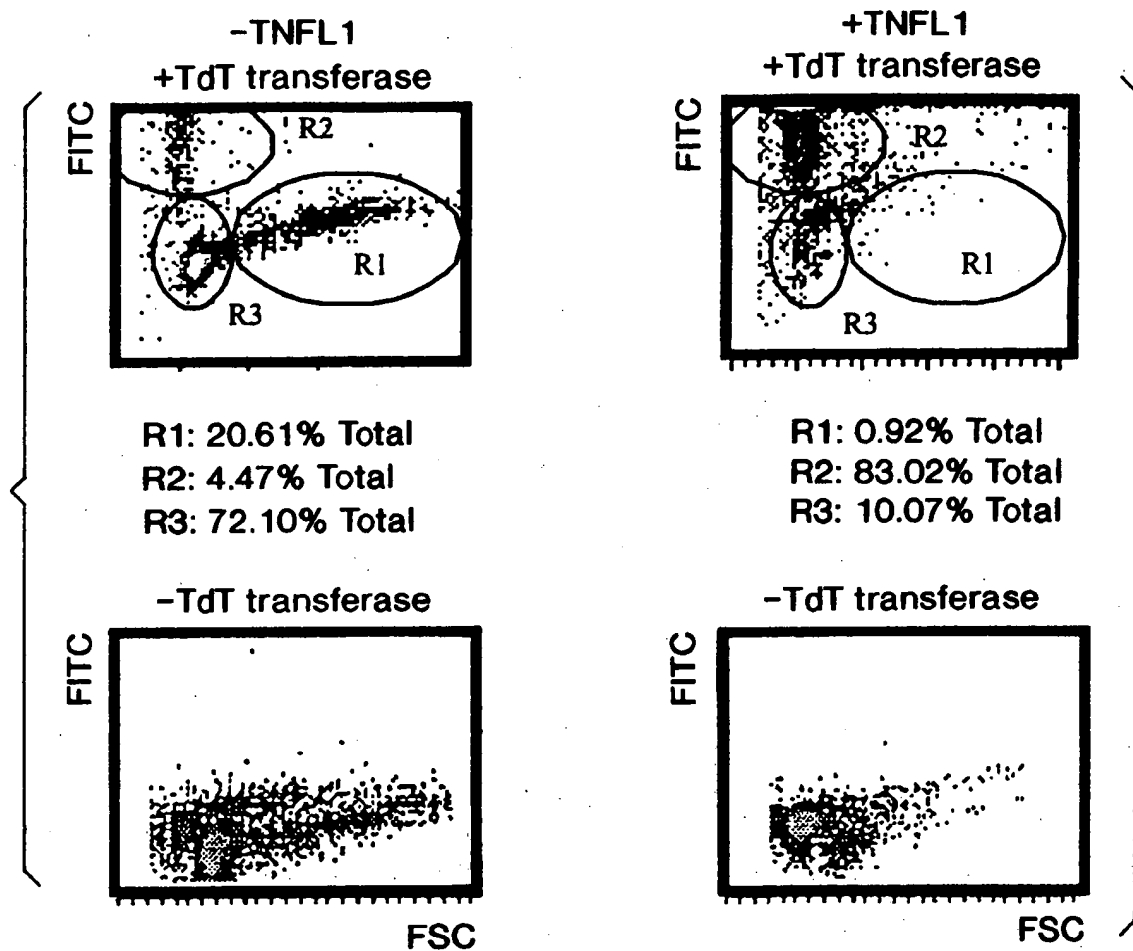 -TNFL1
+TdT transferase
FITC
R2
R1
R3
R1: 20.61% Total
R2: 4.47% Total
R3: 72.10% Total
-TdT transferase
FITC
FSC
+TNFL1
+TdT transferase
FITC
R2
R1
R3
R1: 0.92% Total
R2: 83.02% Total
R3: 10.07% Total
-TdT transferase
FITC
FSC